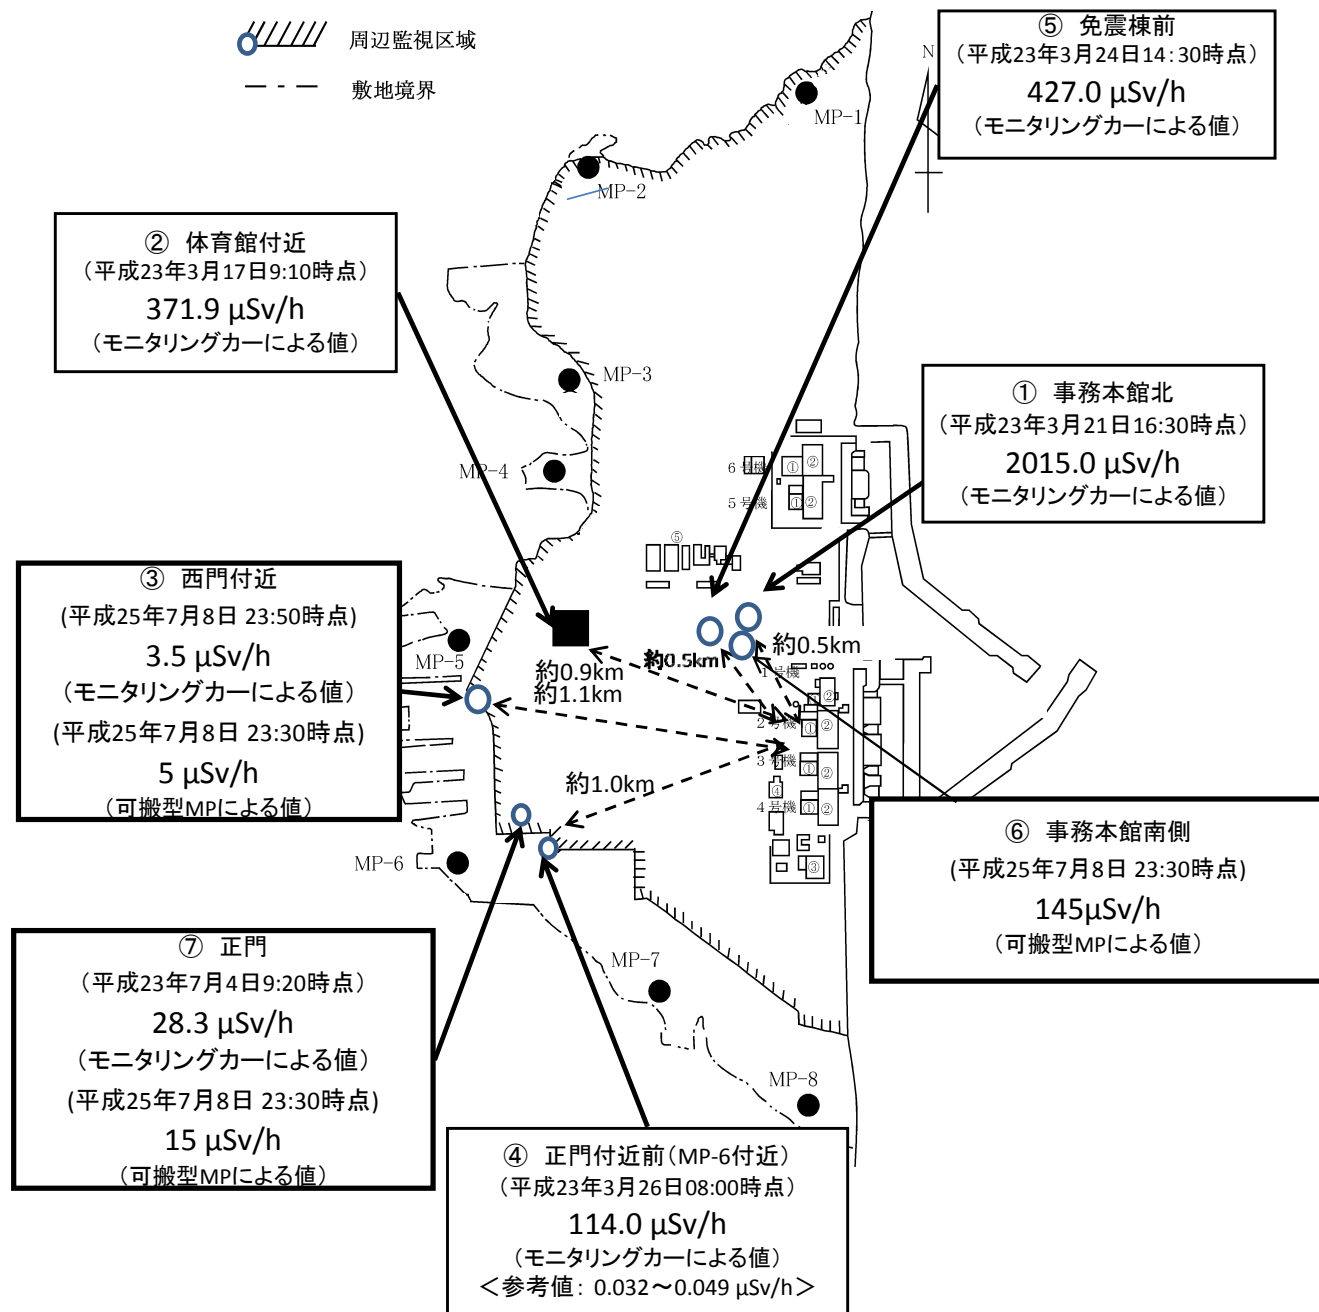 周辺監視区域
敷地境界
⑤ 免震棟前
（平成23年3月24日14:30時点）
427.0 μSv/h
（モニタリングカーによる値）
N
MP-1
MP-2
② 体育館付近
（平成23年3月17日9:10時点）
371.9 μSv/h
（モニタリングカーによる値）
MP-3
MP-4
① 事務本館北
（平成23年3月21日16:30時点）
2015.0 μSv/h
（モニタリングカーによる値）
6号機
①
②
5号機
①
②
⑤
③ 西門付近
(平成25年7月8日 23:50時点)
3.5 μSv/h
（モニタリングカーによる値）
(平成25年7月8日 23:30時点)
5 μSv/h
（可搬型MPによる値）
MP-5
約0.9km
約1.1km
約0.5km
約0.5km
1号機
②
2号機
①
②
3号機
①
②
④
4号機
①
②
③
約1.0km
MP-6
⑥ 事務本館南側
(平成25年7月8日 23:30時点)
145μSv/h
（可搬型MPによる値）
⑦ 正門
（平成23年7月4日9:20時点）
28.3 μSv/h
（モニタリングカーによる値）
(平成25年7月8日 23:30時点)
15 μSv/h
（可搬型MPによる値）
MP-7
MP-8
④ 正門付近前（MP-6付近）
（平成23年3月26日08:00時点）
114.0 μSv/h
（モニタリングカーによる値）
＜参考値: 0.032～0.049 μSv/h＞